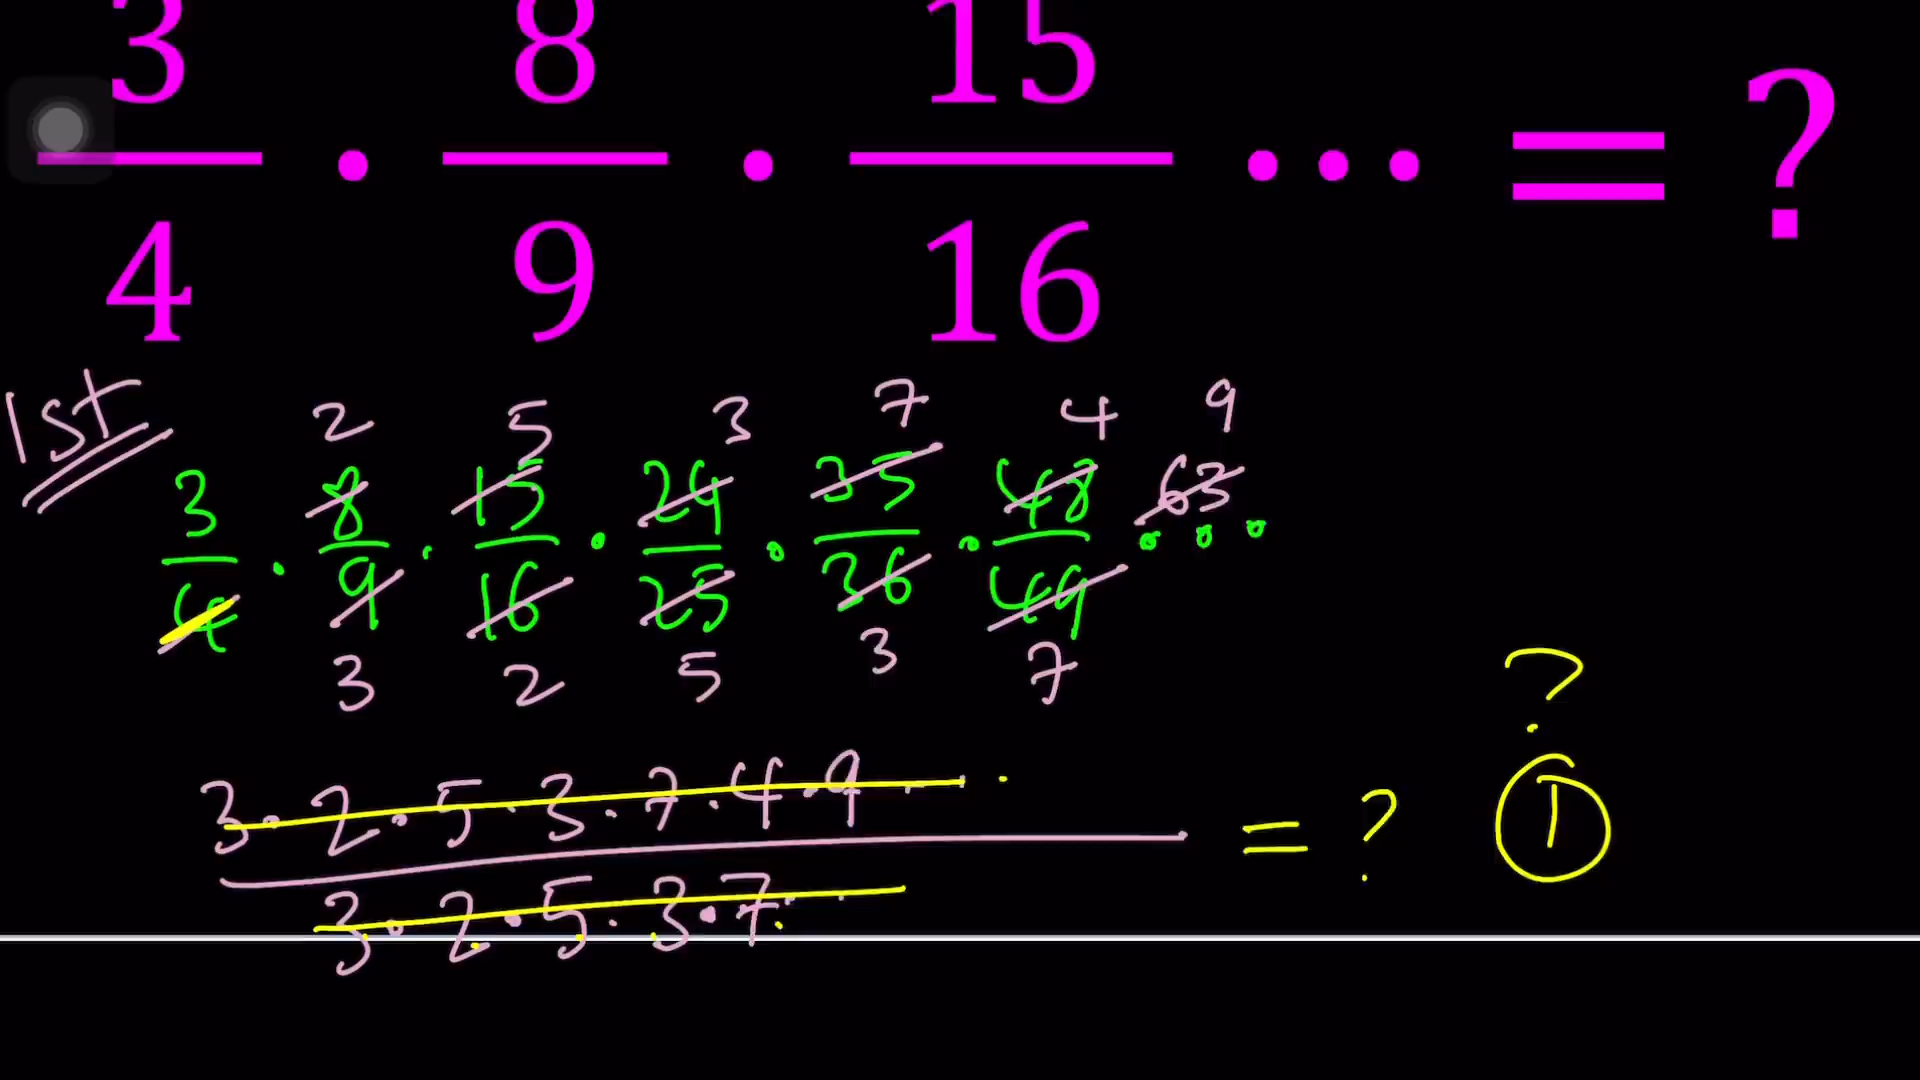 3/4 · 8/9 · 15/16 ··· = ?
1st
2 5 3 7 4 9
3/4 · 8/9 · 15/16 · 24/25 · 35/36 · 48/49 63 ...
3 2 5 3 7
?
3·2·5·3·7·4·9·· = ? 1
3·2·5·3·7··